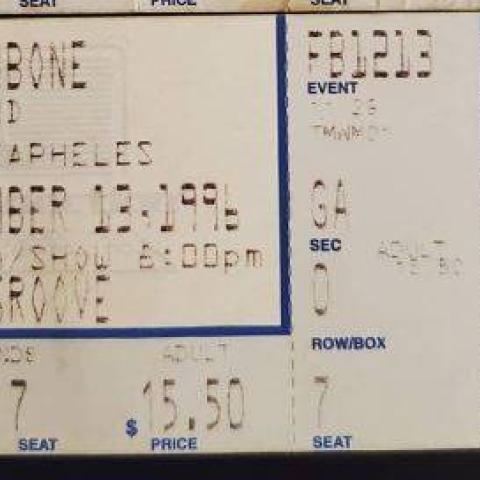 SEAT PRICE SEAT
BONE
D
APHELES
BER 13, 1996
/SHOW 6:00pm
ROOVE
ADULT
7 $ 15.50
SEAT PRICE
FB1213
EVENT
GA
SEC
ADULT
0
ROW/BOX
7
SEAT